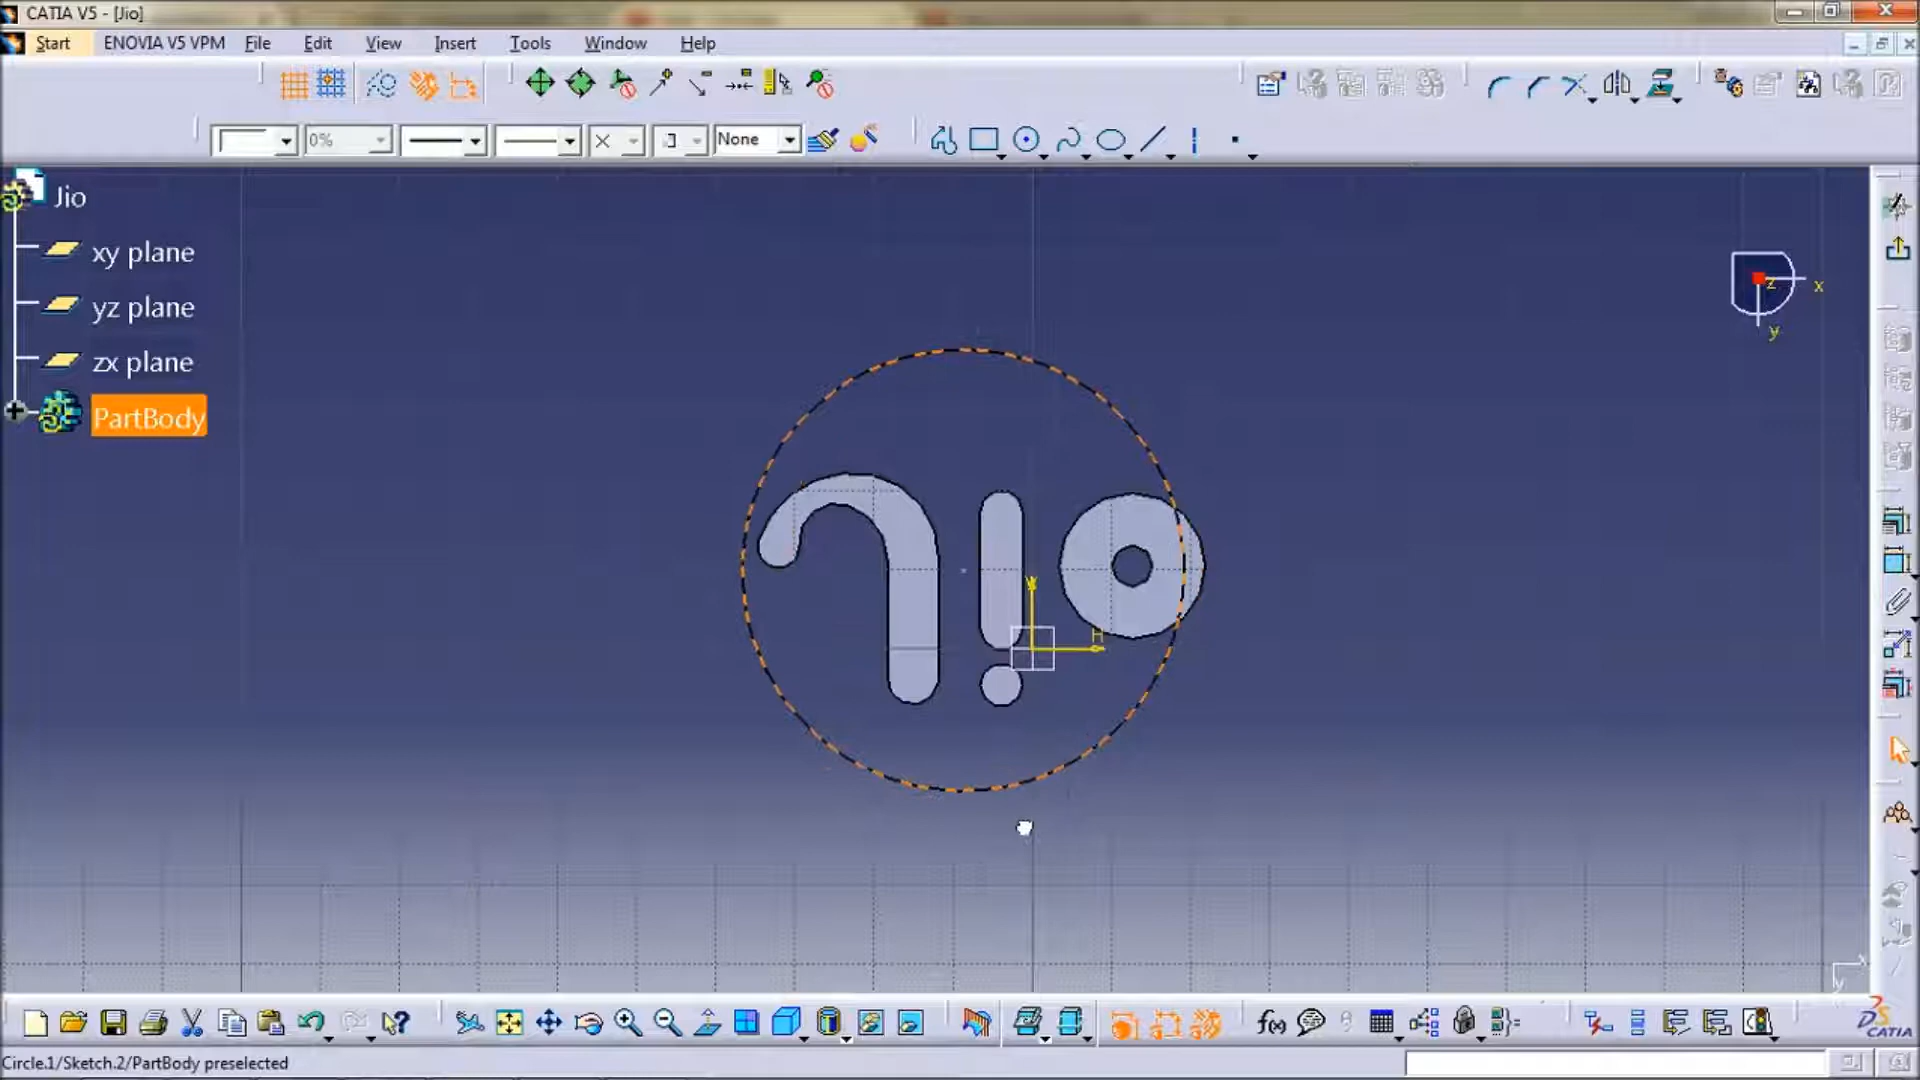 CATIA V5 - [Jio]
Start ENOVIA V5 VPM File Edit View Insert Tools Window Help
0% None
Jio
xy plane
yz plane
zx plane
PartBody
z x
y
V
H
x
y
f(x)
CATIA
Circle.1/Sketch.2/PartBody preselected